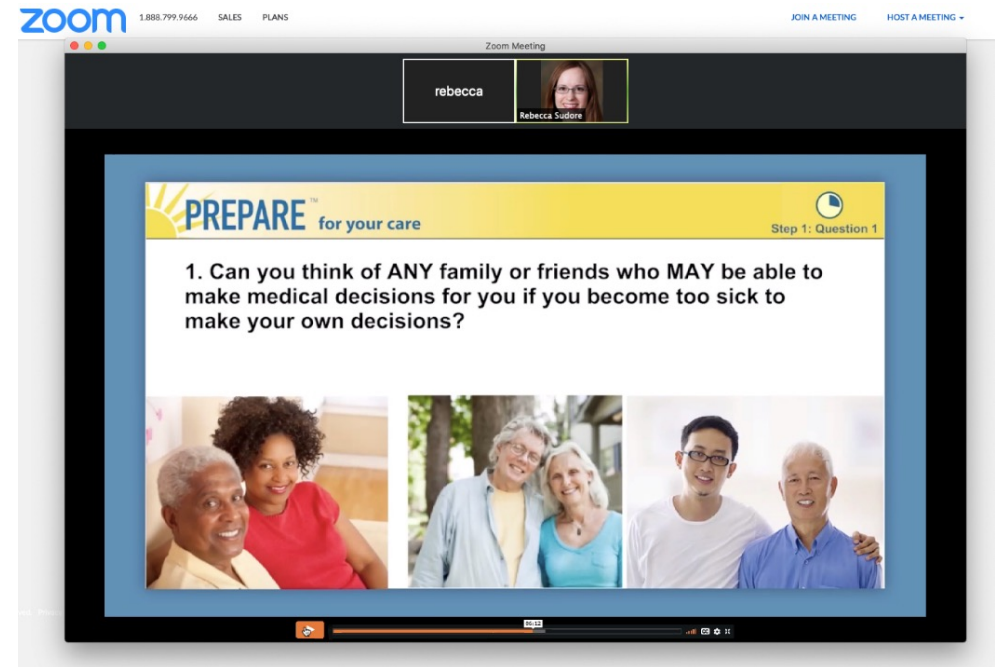 zoom
1.888.799.9666 SALES PLANS JOIN A MEETING HOST A MEETING
Zoom Meeting
rebecca
Rebecca Sudore
PREPARE™ for your care
Step 1: Question 1
1. Can you think of ANY family or friends who MAY be able to
make medical decisions for you if you become too sick to
make your own decisions?
00:12
CC